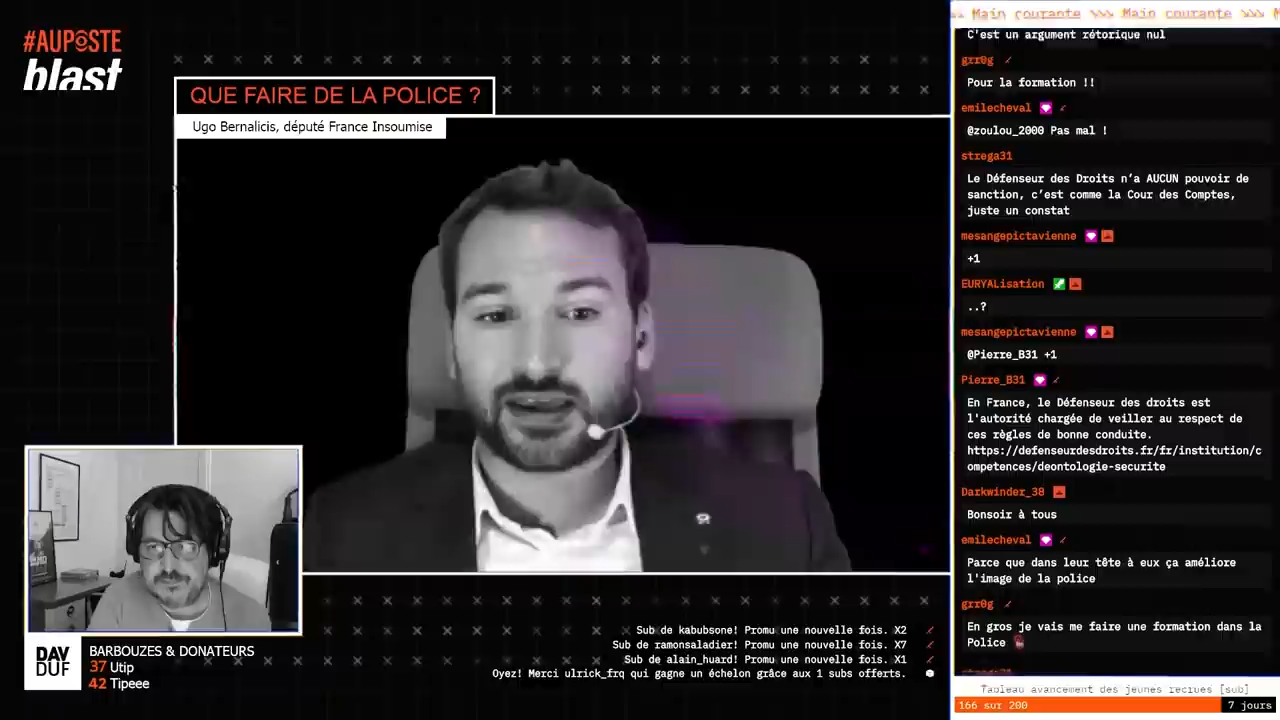 #AUPOSTE
blast
QUE FAIRE DE LA POLICE ?
Ugo Bernalicis, député France Insoumise
DAV
DUF
BARBOUZES & DONATEURS
37 Utip
42 Tipeee
Sub de kabubsone! Promu une nouvelle fois. X2
Sub de ramonsaladier! Promu une nouvelle fois. X7
Sub de alain_huard! Promu une nouvelle fois. X1
Oyez! Merci ulrick_frq qui gagne un échelon grâce aux 1 subs offerts.
Main courante >>> Main courante >>>
C'est un argument rétorique nul
grr0g
Pour la formation !!
emilecheval
@zoulou_2000 Pas mal !
strega31
Le Défenseur des Droits n'a AUCUN pouvoir de
sanction, c'est comme la Cour des Comptes,
juste un constat
mesangepictavienne
+1
EURYALisation
..?
mesangepictavienne
@Pierre_B31 +1
Pierre_B31
En France, le Défenseur des droits est
l'autorité chargée de veiller au respect de
ces règles de bonne conduite.
https://defenseurdesdroits.fr/fr/institution/c
ompetences/deontologie-securite
Darkwinder_38
Bonsoir à tous
emilecheval
Parce que dans leur tête à eux ça améliore
l'image de la police
grr0g
En gros je vais me faire une formation dans la
Police
Tableau avancement des jeunes recrues [sub]
166 sur 200
7 jours